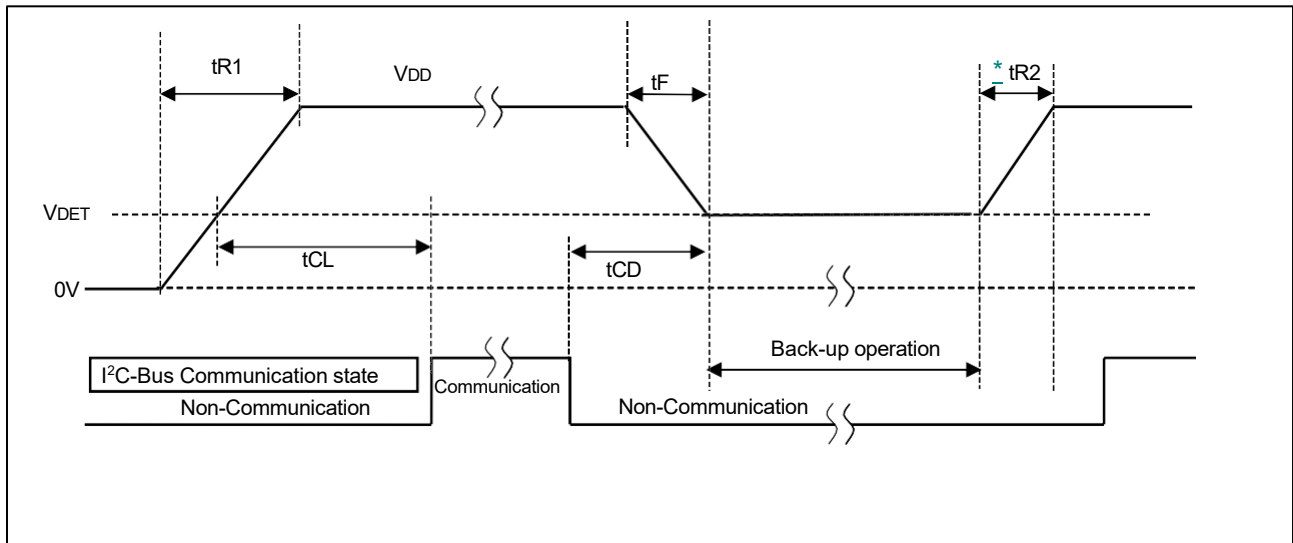 tR1
VDD
tF
* tR2
VDET
tCL
tCD
0V
Back-up operation
I²C-Bus Communication state
Communication
Non-Communication
Non-Communication